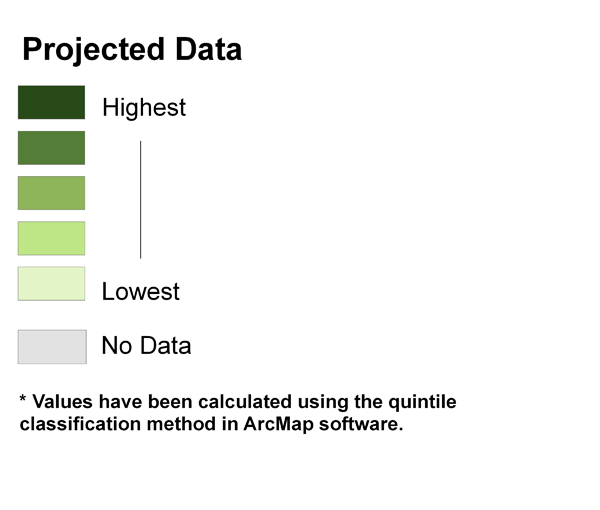 Projected Data
Highest
Lowest
No Data
* Values have been calculated using the quintile
classification method in ArcMap software.